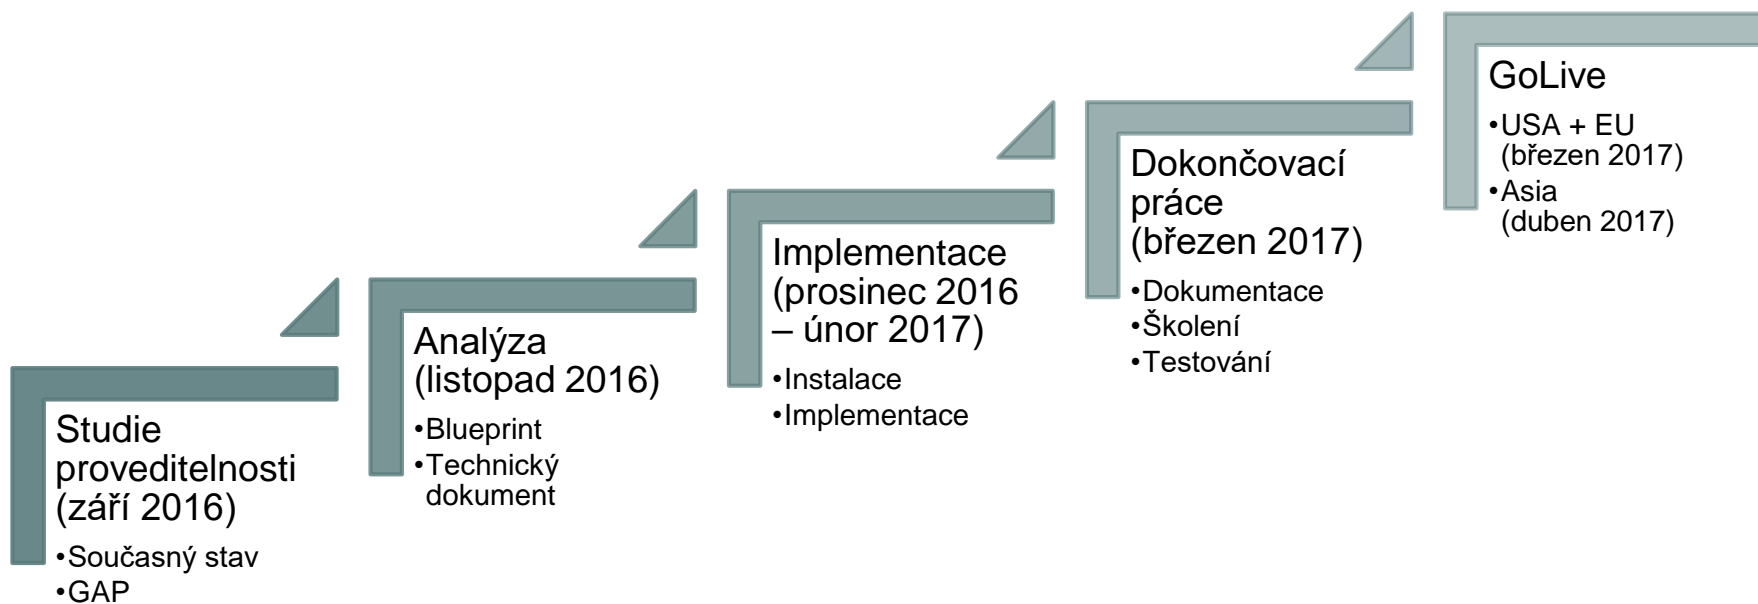 Studie
proveditelnosti
(září 2016)
•Současný stav
•GAP
Analýza
(listopad 2016)
•Blueprint
•Technický
dokument
Implementace
(prosinec 2016
– únor 2017)
•Instalace
•Implementace
Dokončovací
práce
(březen 2017)
•Dokumentace
•Školení
•Testování
GoLive
•USA + EU
(březen 2017)
•Asia
(duben 2017)